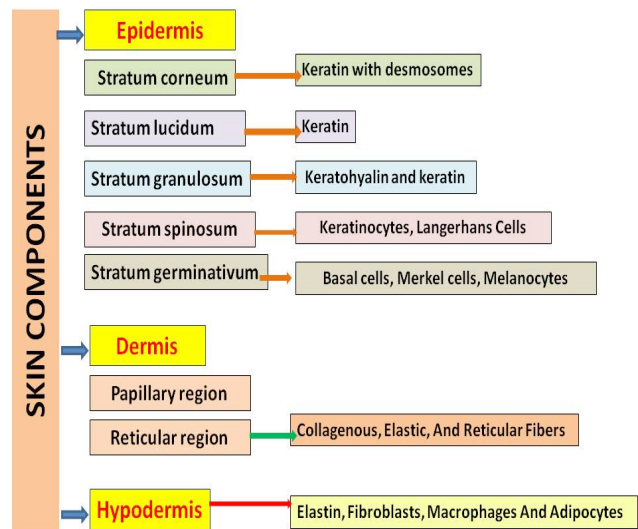 SKIN COMPONENTS
Epidermis
Stratum corneum
Keratin with desmosomes
Stratum lucidum
Keratin
Stratum granulosum
Keratohyalin and keratin
Stratum spinosum
Keratinocytes, Langerhans Cells
Stratum germinativum
Basal cells, Merkel cells, Melanocytes
Dermis
Papillary region
Reticular region
Collagenous, Elastic, And Reticular Fibers
Hypodermis
Elastin, Fibroblasts, Macrophages And Adipocytes